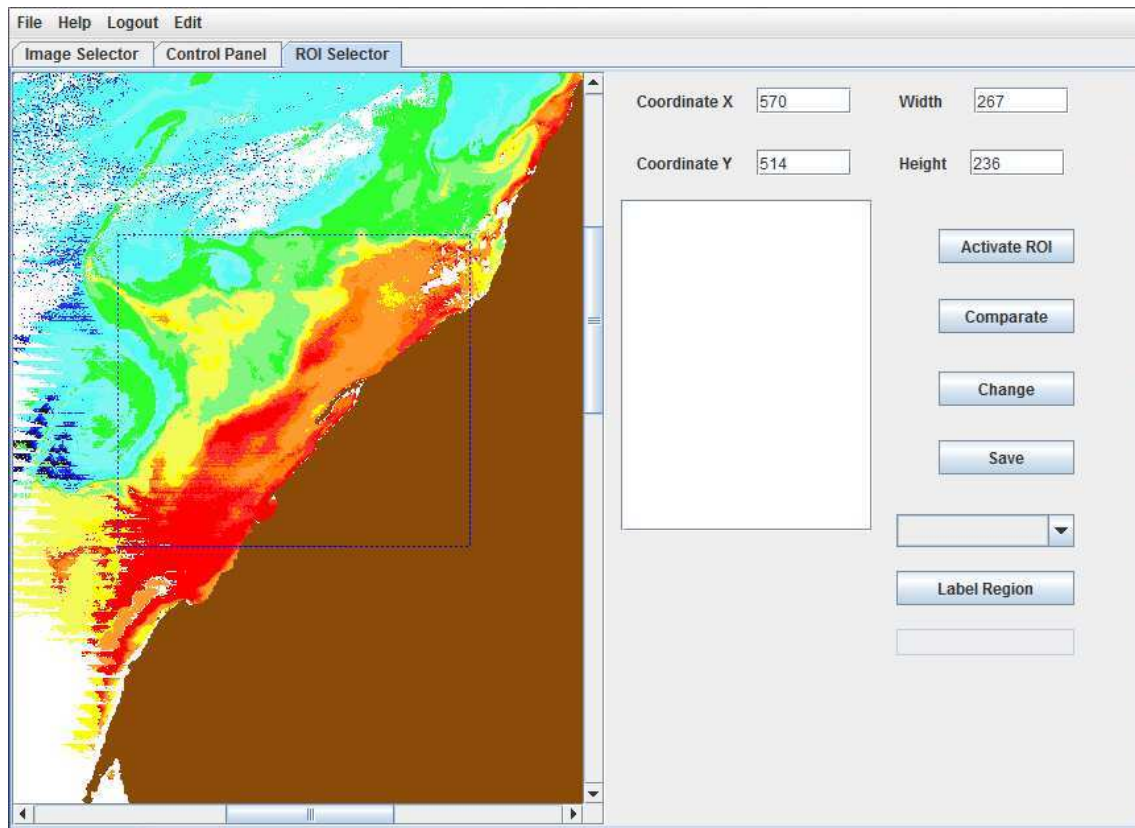 File Help Logout Edit
Image Selector Control Panel ROI Selector
Coordinate X 570 Width 267
Coordinate Y 514 Height 236
Activate ROI
Comparate
Change
Save
Label Region